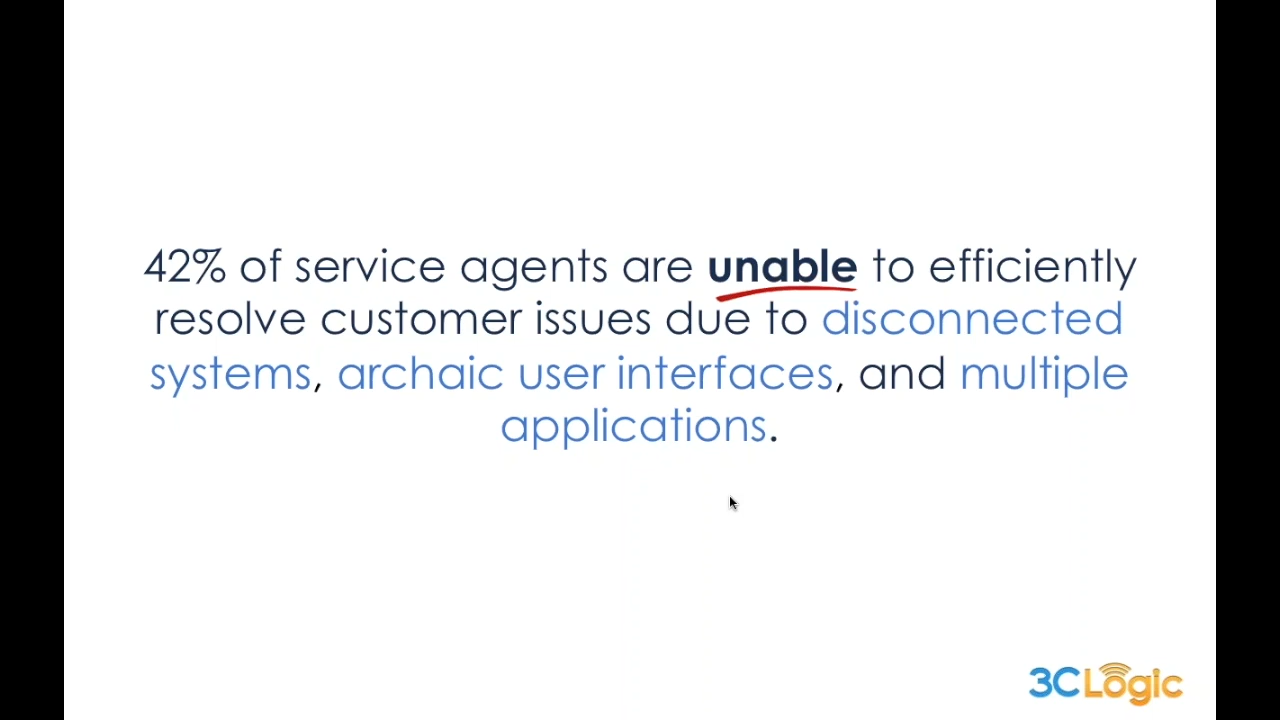 42% of service agents are unable to efficiently
resolve customer issues due to disconnected
systems, archaic user interfaces, and multiple
applications.
3CLogic